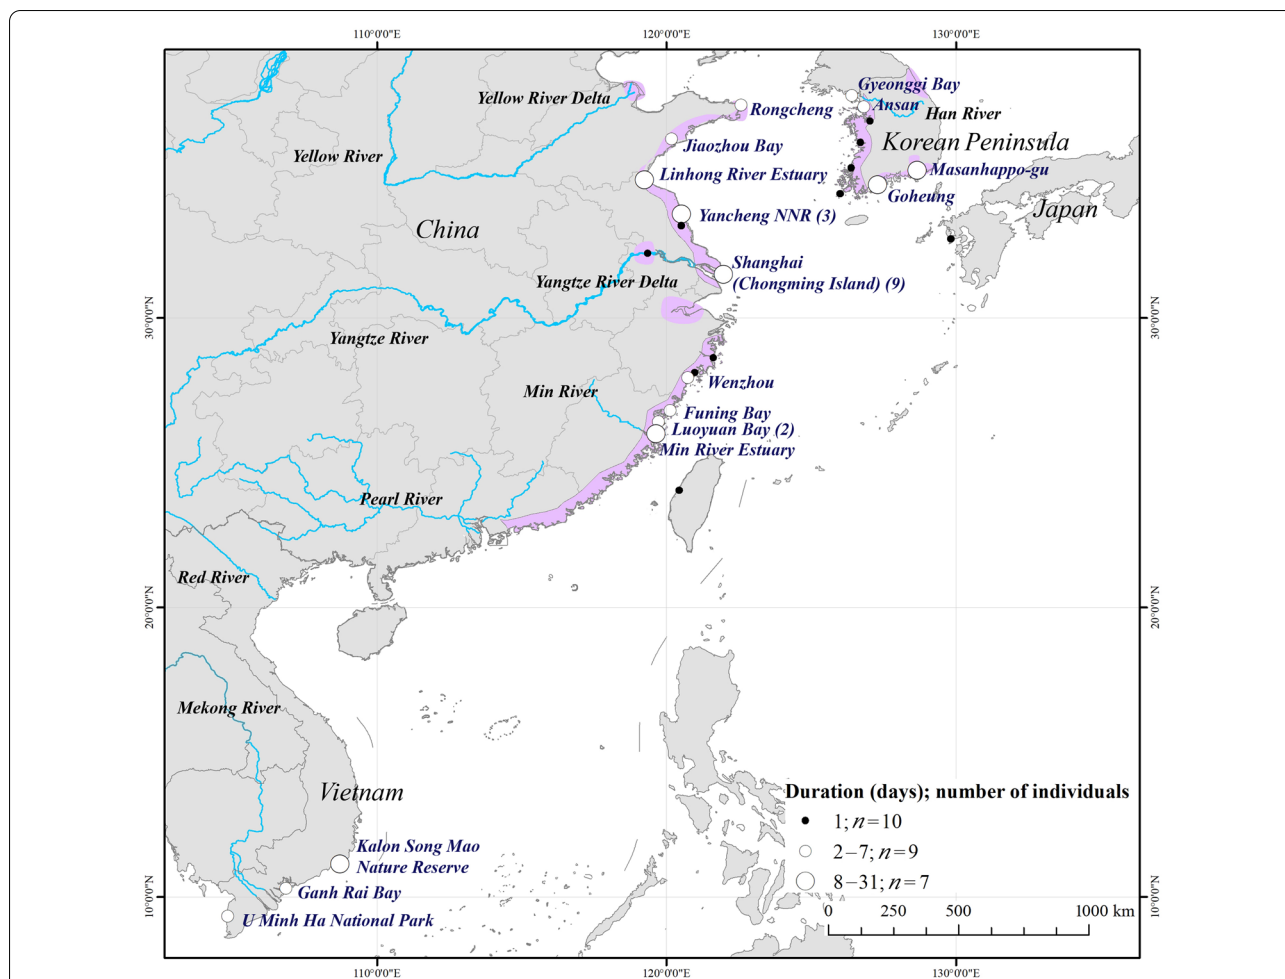 110°0'0"E
120°0'0"E
130°0'0"E
Gyeonggi Bay
Yellow River Delta
Rongcheng
Ansan
Han River
Jiaozhou Bay
Korean Peninsula
Yellow River
Linhong River Estuary
Masanhappo-gu
Goheung
Yancheng NNR (3)
Japan
China
Shanghai
(Chongming Island) (9)
Yangtze River Delta
30°0'0"N
30°0'0"N
Yangtze River
Wenzhou
Min River
Funing Bay
Luoyuan Bay (2)
Min River Estuary
Pearl River
Red River
20°0'0"N
20°0'0"N
Mekong River
Vietnam
Duration (days); number of individuals
1; n = 10
2–7; n = 9
8–31; n = 7
Kalon Song Mao
Nature Reserve
Ganh Rai Bay
U Minh Ha National Park
10°0'0"N
10°0'0"N
0 250 500 1000 km
110°0'0"E
120°0'0"E
130°0'0"E